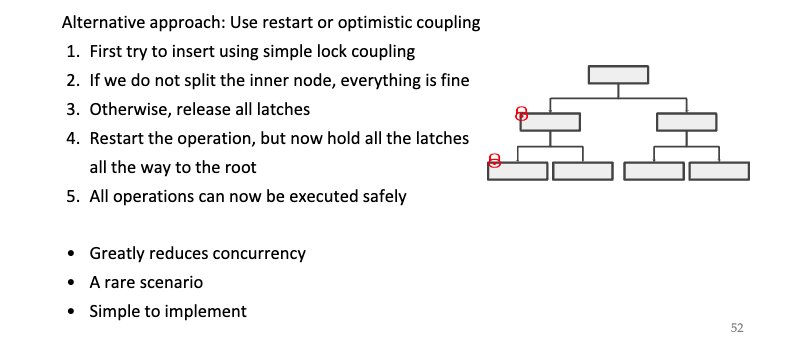 Alternative approach: Use restart or optimistic coupling
1. First try to insert using simple lock coupling
2. If we do not split the inner node, everything is fine
3. Otherwise, release all latches
4. Restart the operation, but now hold all the latches
all the way to the root
5. All operations can now be executed safely
• Greatly reduces concurrency
• A rare scenario
• Simple to implement
52